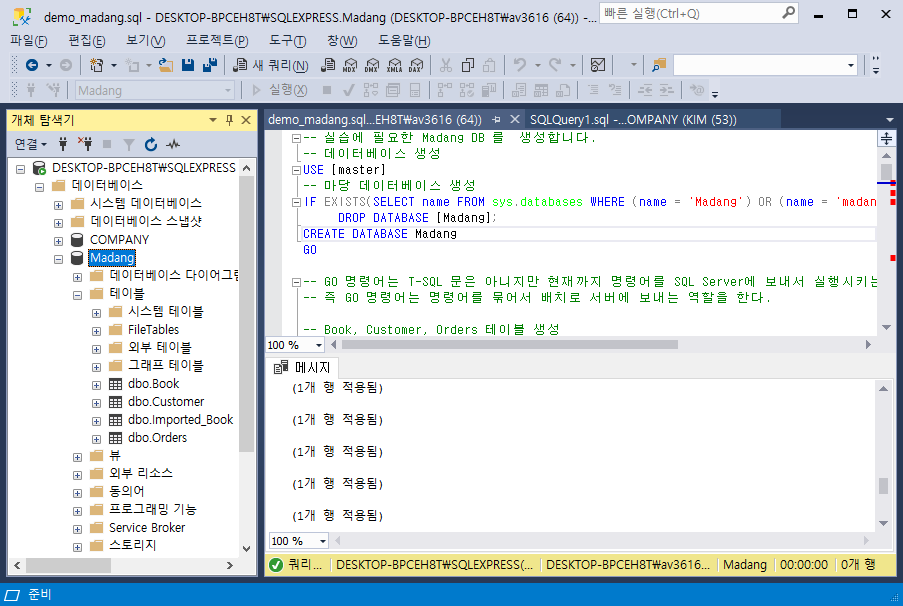 demo_madang.sql - DESKTOP-BPCEH8T₩SQLEXPRESS.Madang (DESKTOP-BPCEH8T₩av3616 (64)) -...
빠른 실행(Ctrl+Q)
파일(F) 편집(E) 보기(V) 프로젝트(P) 도구(T) 창(W) 도움말(H)
새 쿼리(N) MDX DMX XMLA DAX
Madang 실행(X)
개체 탐색기
연결
DESKTOP-BPCEH8T₩SQLEXPRESS
데이터베이스
시스템 데이터베이스
데이터베이스 스냅샷
COMPANY
Madang
데이터베이스 다이어그램
테이블
시스템 테이블
FileTables
외부 테이블
그래프 테이블
dbo.Book
dbo.Customer
dbo.Imported_Book
dbo.Orders
뷰
외부 리소스
동의어
프로그래밍 기능
Service Broker
스토리지
demo_madang.sql...EH8T₩av3616 (64)) SQLQuery1.sql -...OMPANY (KIM (53))
-- 실습에 필요한 Madang DB 를 생성합니다.
-- 데이터베이스 생성
USE [master]
-- 마당 데이터베이스 생성
IF EXISTS(SELECT name FROM sys.databases WHERE (name = 'Madang') OR (name = 'madan
DROP DATABASE [Madang];
CREATE DATABASE Madang
GO
-- GO 명령어는 T-SQL 문은 아니지만 현재까지 명령어를 SQL Server에 보내서 실행시키는
-- 즉 GO 명령어는 명령어를 묶어서 배치로 서버에 보내는 역할을 한다.
-- Book, Customer, Orders 테이블 생성
100 %
메시지
(1개 행 적용됨)
(1개 행 적용됨)
(1개 행 적용됨)
(1개 행 적용됨)
(1개 행 적용됨)
100 %
쿼리... DESKTOP-BPCEH8T₩SQLEXPRESS(... DESKTOP-BPCEH8T₩av3616... Madang 00:00:00 0개 행
준비